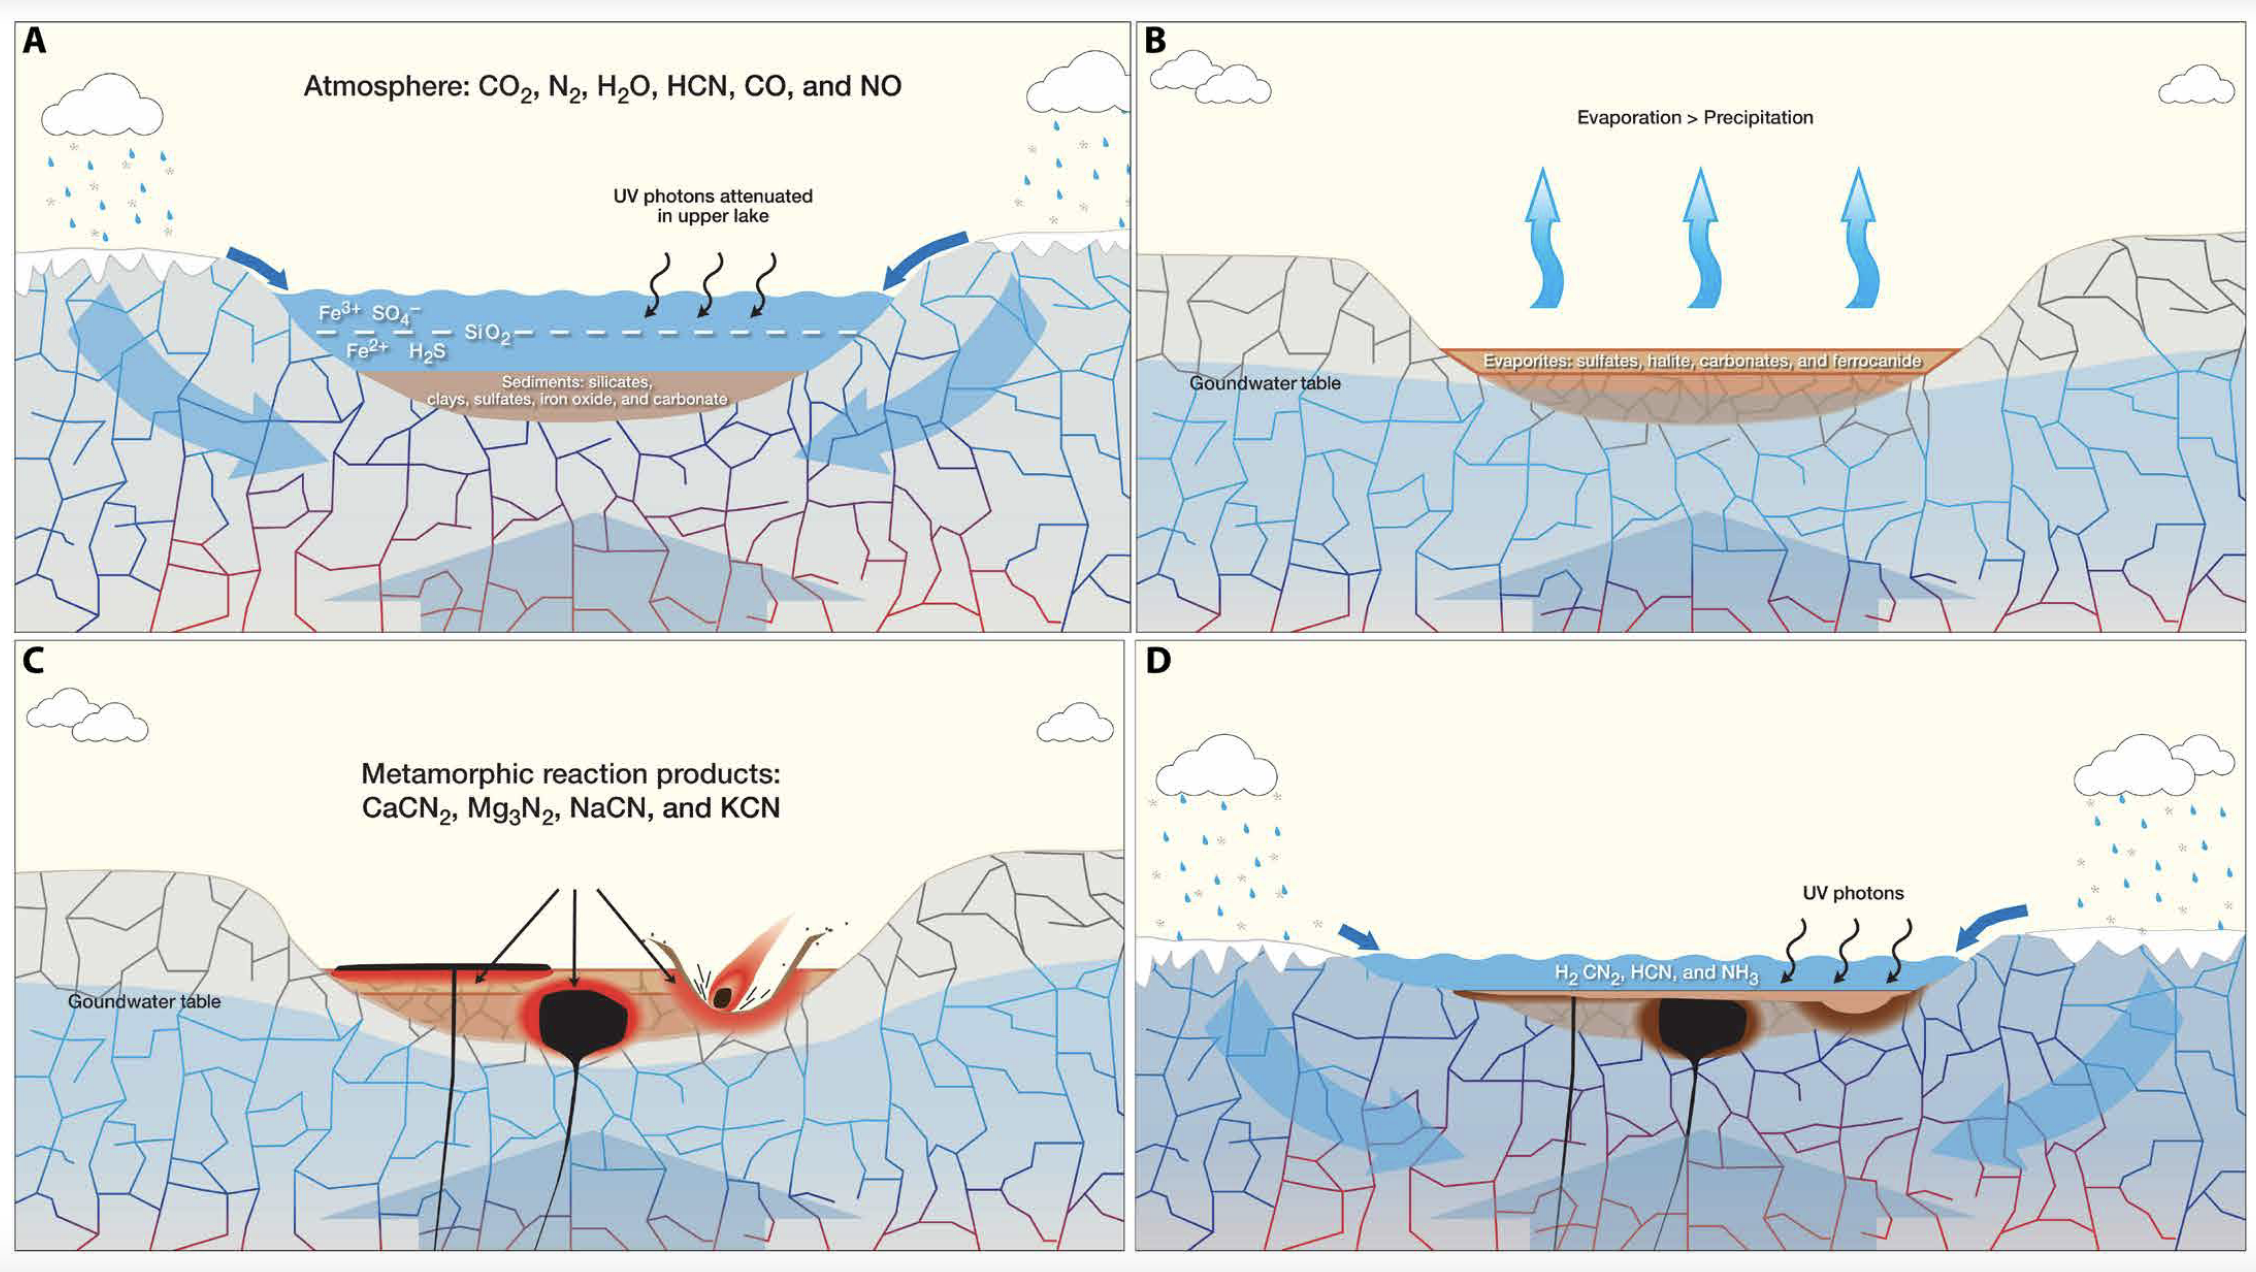 A
Atmosphere: CO₂, N₂, H₂O, HCN, CO, and NO
UV photons attenuated
in upper lake
Fe³⁺ SO₄⁻
SiO₂
Fe²⁺ H₂S
Sediments: silicates,
clays, sulfates, iron oxide, and carbonate
B
Evaporation > Precipitation
Evaporites: sulfates, halite, carbonates, and ferrocanide
Goundwater table
C
Metamorphic reaction products:
CaCN₂, Mg₃N₂, NaCN, and KCN
Goundwater table
D
UV photons
H₂ CN₂, HCN, and NH₃